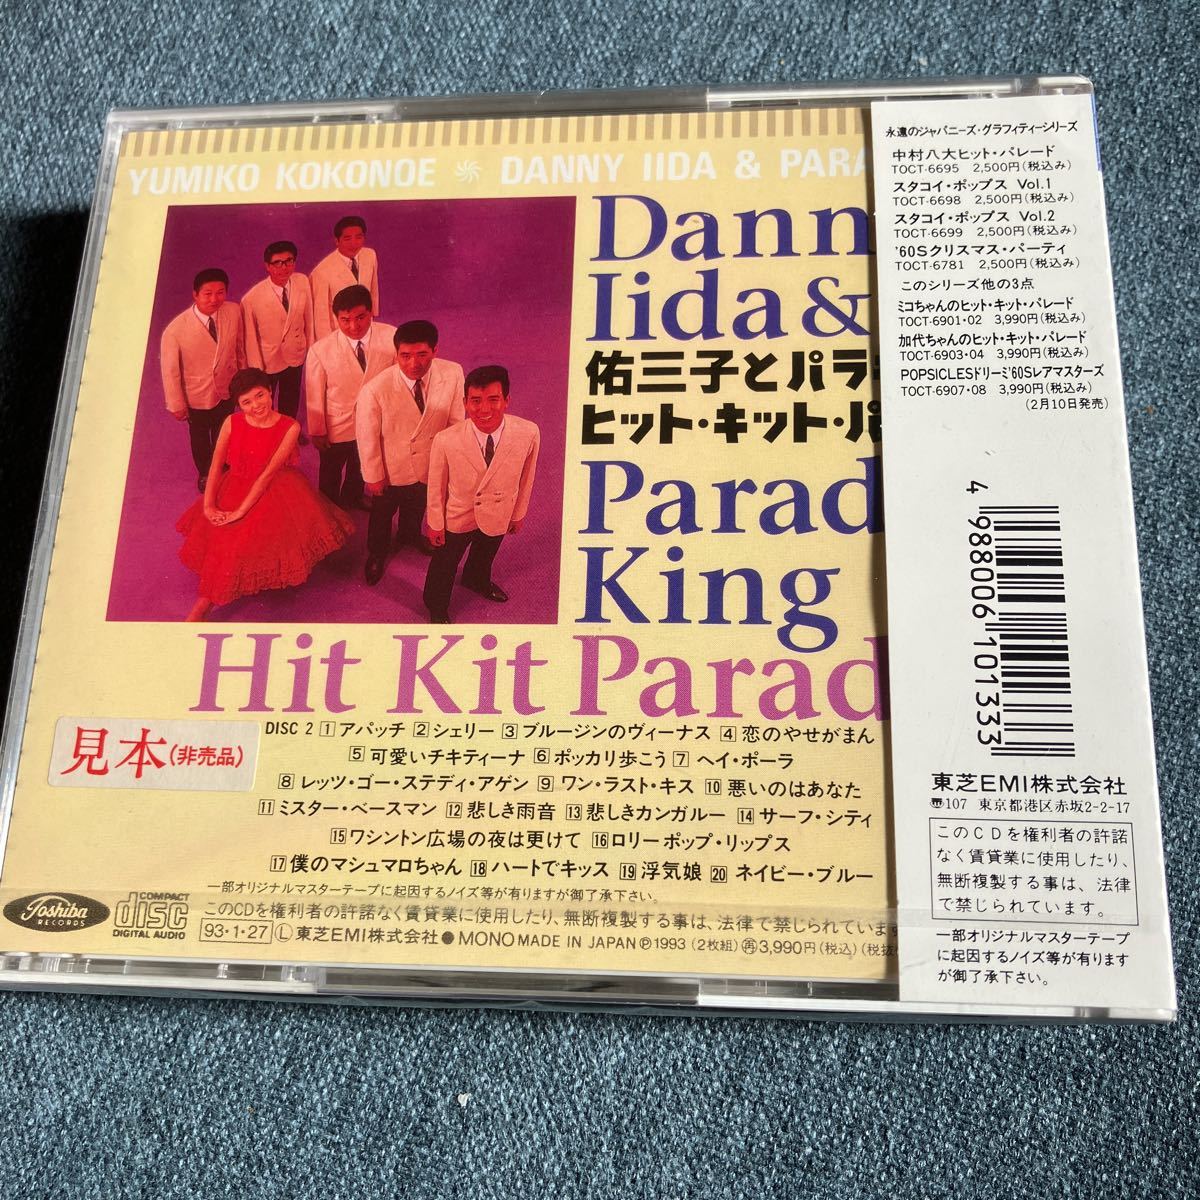 YUMIKO KOKONOE DANNY IIDA & PARA
Dann
Iida &
佑三子とパラ
ヒット・キット・パ
Parad
King
Hit Kit Parad
DISC 2 1 アパッチ 2 シェリー 3 ブルージンのヴィーナス 4 恋のやせがまん
5 可愛いチキティーナ 6 ポッカリ歩こう 7 ヘイ・ポーラ
8 レッツ・ゴー・ステディ・アゲン 9 ワン・ラスト・キス 10 悪いのはあなた
11 ミスター・ベースマン 12 悲しき雨音 13 悲しきカンガルー 14 サーフ・シティ
15 ワシントン広場の夜は更けて 16 ロリーポップ・リップス
17 僕のマシュマロちゃん 18 ハートでキッス 19 浮気娘 20 ネイビー・ブルー
一部オリジナルマスターテープに起因するノイズ等が有りますが御了承下さい。
このCDを権利者の許諾なく賃貸業に使用したり、無断複製する事は、法律で禁じられていま
93・1・27 Ⓛ 東芝EMI株式会社 ● MONO MADE IN JAPAN Ⓟ1993 (2枚組) ㊢3,990円(税込)(税抜
見本(非売品)
Toshiba
RECORDS
COMPACT
disc
DIGITAL AUDIO
永遠のジャパニーズ・グラフィティーシリーズ
中村八大ヒット・パレード
TOCT-6695 2,500円(税込み)
スタコイ・ポップス Vol.1
TOCT-6698 2,500円(税込み)
スタコイ・ポップス Vol.2
TOCT-6699 2,500円(税込み)
'60Sクリスマス・パーティ
TOCT-6781 2,500円(税込み)
このシリーズ他の3点
ミコちゃんのヒット・キット・パレード
TOCT-6901・02 3,990円(税込み)
加代ちゃんのヒット・キット・パレード
TOCT-6903・04 3,990円(税込み)
POPSICLESドリーミ'60Sレアマスターズ
TOCT-6907・08 3,990円(税込み)
(2月10日発売)
4 988006 101333
東芝EMI株式会社
〠107 東京都港区赤坂2-2-17
このCDを権利者の許諾
なく賃貸業に使用したり、
無断複製する事は、法律
で禁じられています。
一部オリジナルマスターテープ
に起因するノイズ等が有ります
が御了承下さい。